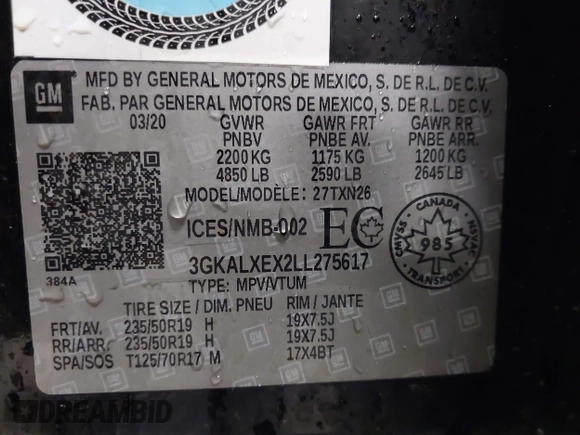 GM
MFD BY GENERAL MOTORS DE MEXICO, S. DE R.L. DE C.V.
FAB. PAR GENERAL MOTORS DE MEXICO, S. DE R.L. DE C.V.
03/20 GVWR GAWR FRT GAWR RR
PNBV PNBE AV. PNBE ARR.
2200 KG 1175 KG 1200 KG
4850 LB 2590 LB 2645 LB
MODEL/MODÈLE: 27TXN26
ICES/NMB-002 EC
CANADA
CMVSS 985 NSVAC
TRANSPORT
384A
3GKALXEX2LL275617
TYPE: MPV/VTUM
TIRE SIZE / DIM. PNEU RIM / JANTE
FRT/AV. 235/50R19 H 19X7.5J
RR/ARR. 235/50R19 H 19X7.5J
SPA/SOS T125/70R17 M 17X4BT
DREAMBID